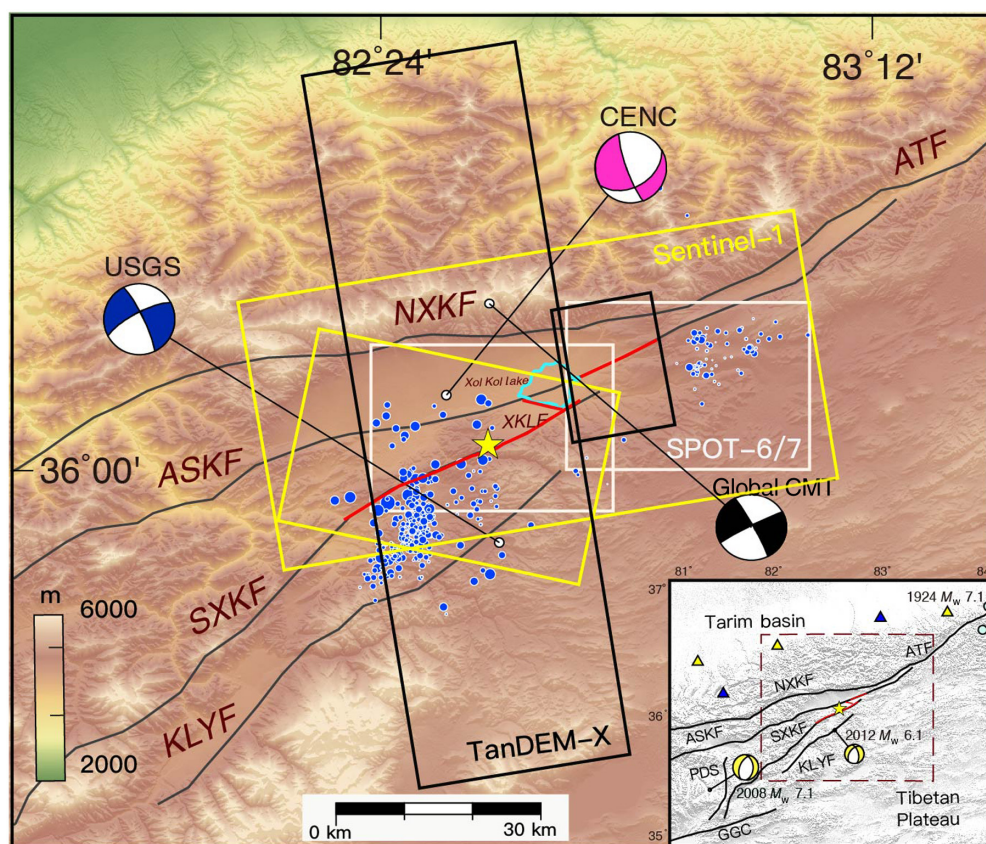 82°24'
83°12'
CENC
ATF
USGS
Sentinel-1
NXKF
Xol Kol lake
XKLF
36°00'
ASKF
SPOT-6/7
Global CMT
SXKF
KLYF
TanDEM-X
m
6000
2000
0 km
30 km
81°
82°
83°
84
37°
36°
35°
1924 Mw 7.1
Tarim basin
ATF
NXKF
ASKF
SXKF
2012 Mw 6.1
PDS
KLYF
2008 Mw 7.1
Tibetan
Plateau
GGC